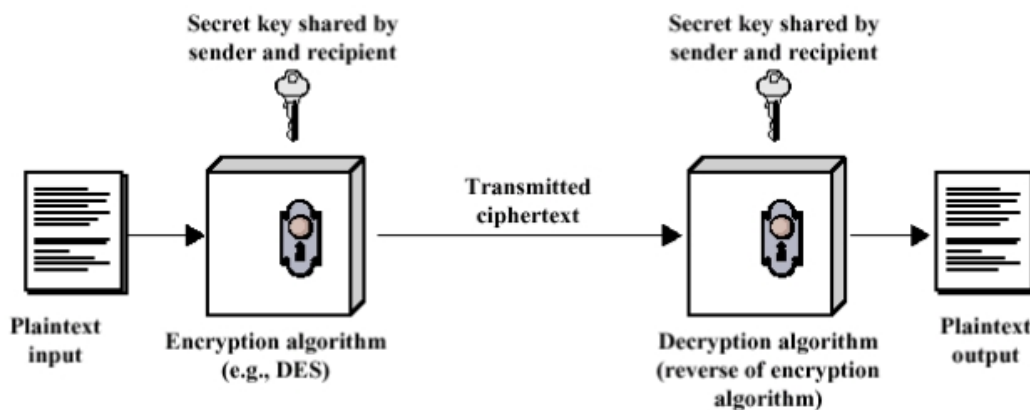 Secret key shared by
sender and recipient
Secret key shared by
sender and recipient
Transmitted
ciphertext
Plaintext
input
Encryption algorithm
(e.g., DES)
Decryption algorithm
(reverse of encryption
algorithm)
Plaintext
output